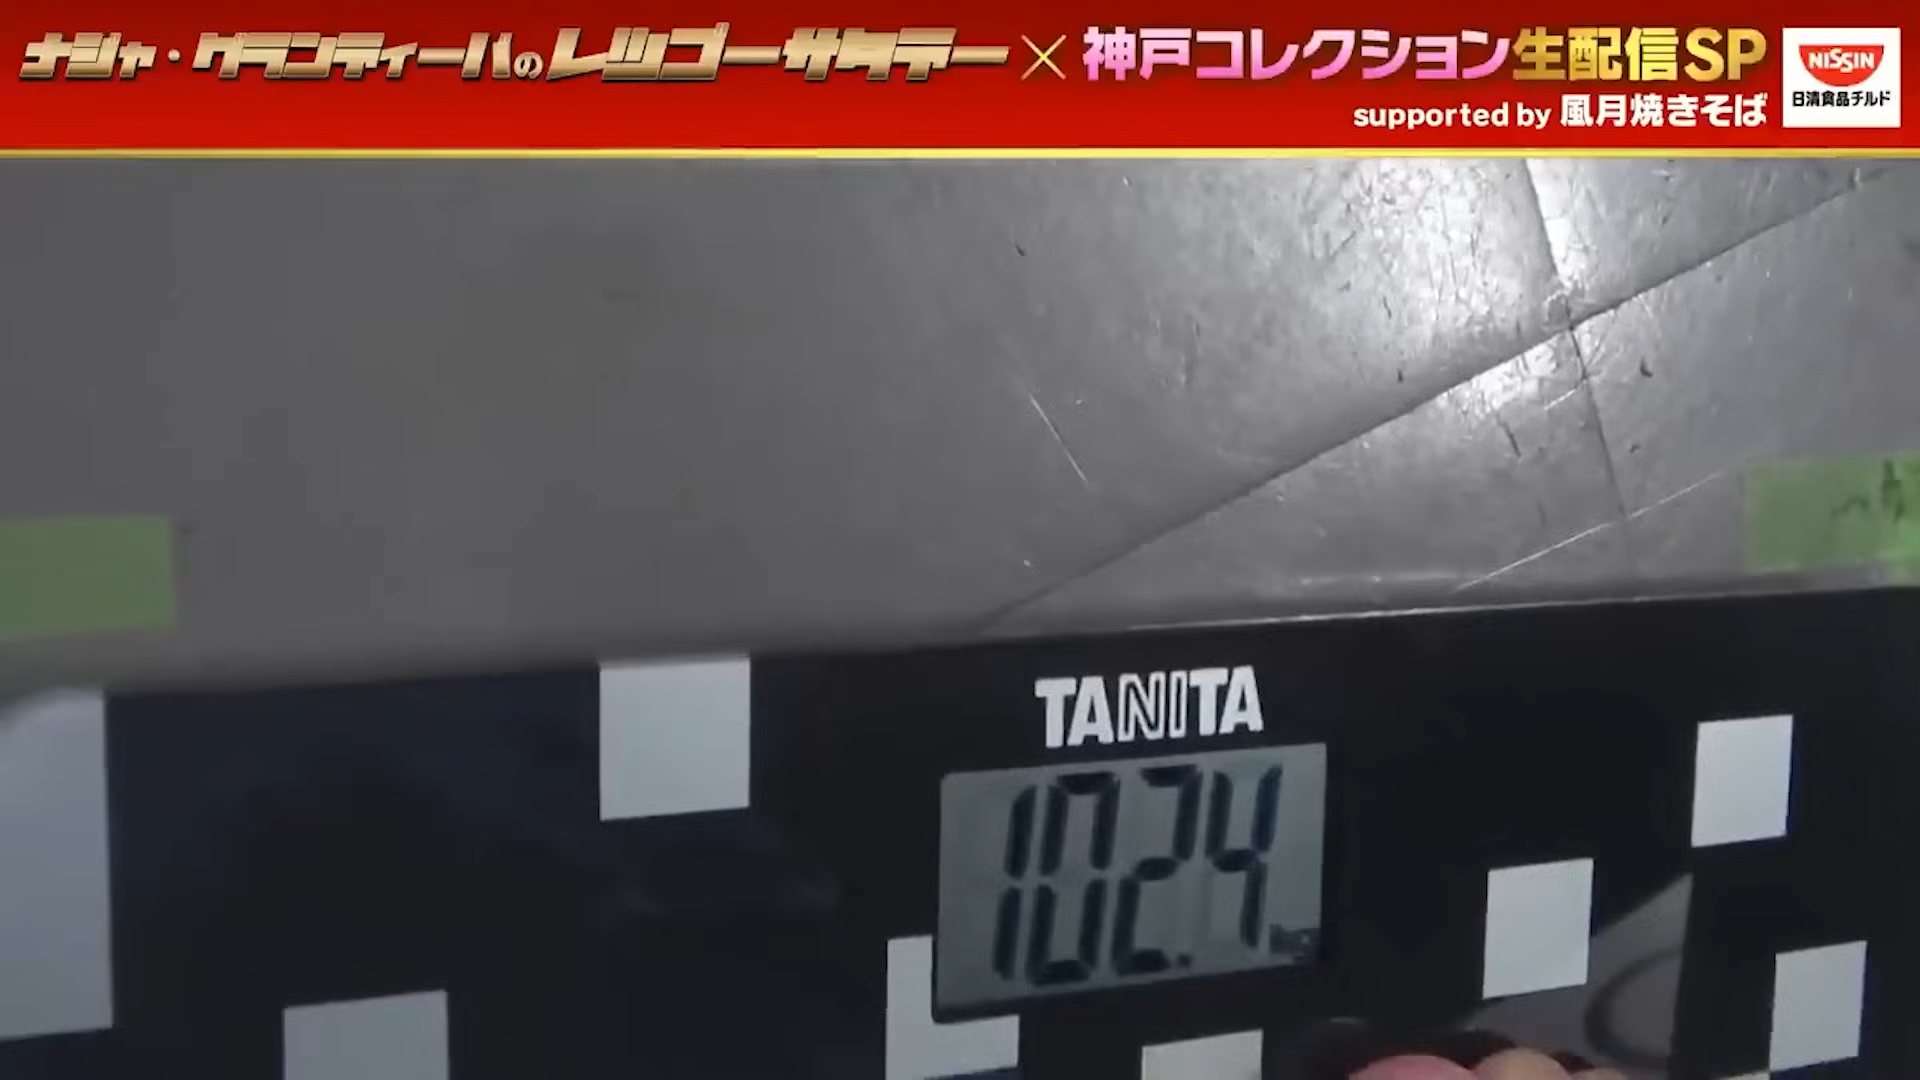 ナジャ・グランディーバのレツゴーサタデー×神戸コレクション生配信SP
supported by 風月焼きそば
NISSIN
日清食品チルド
TANITA
102.4
kg